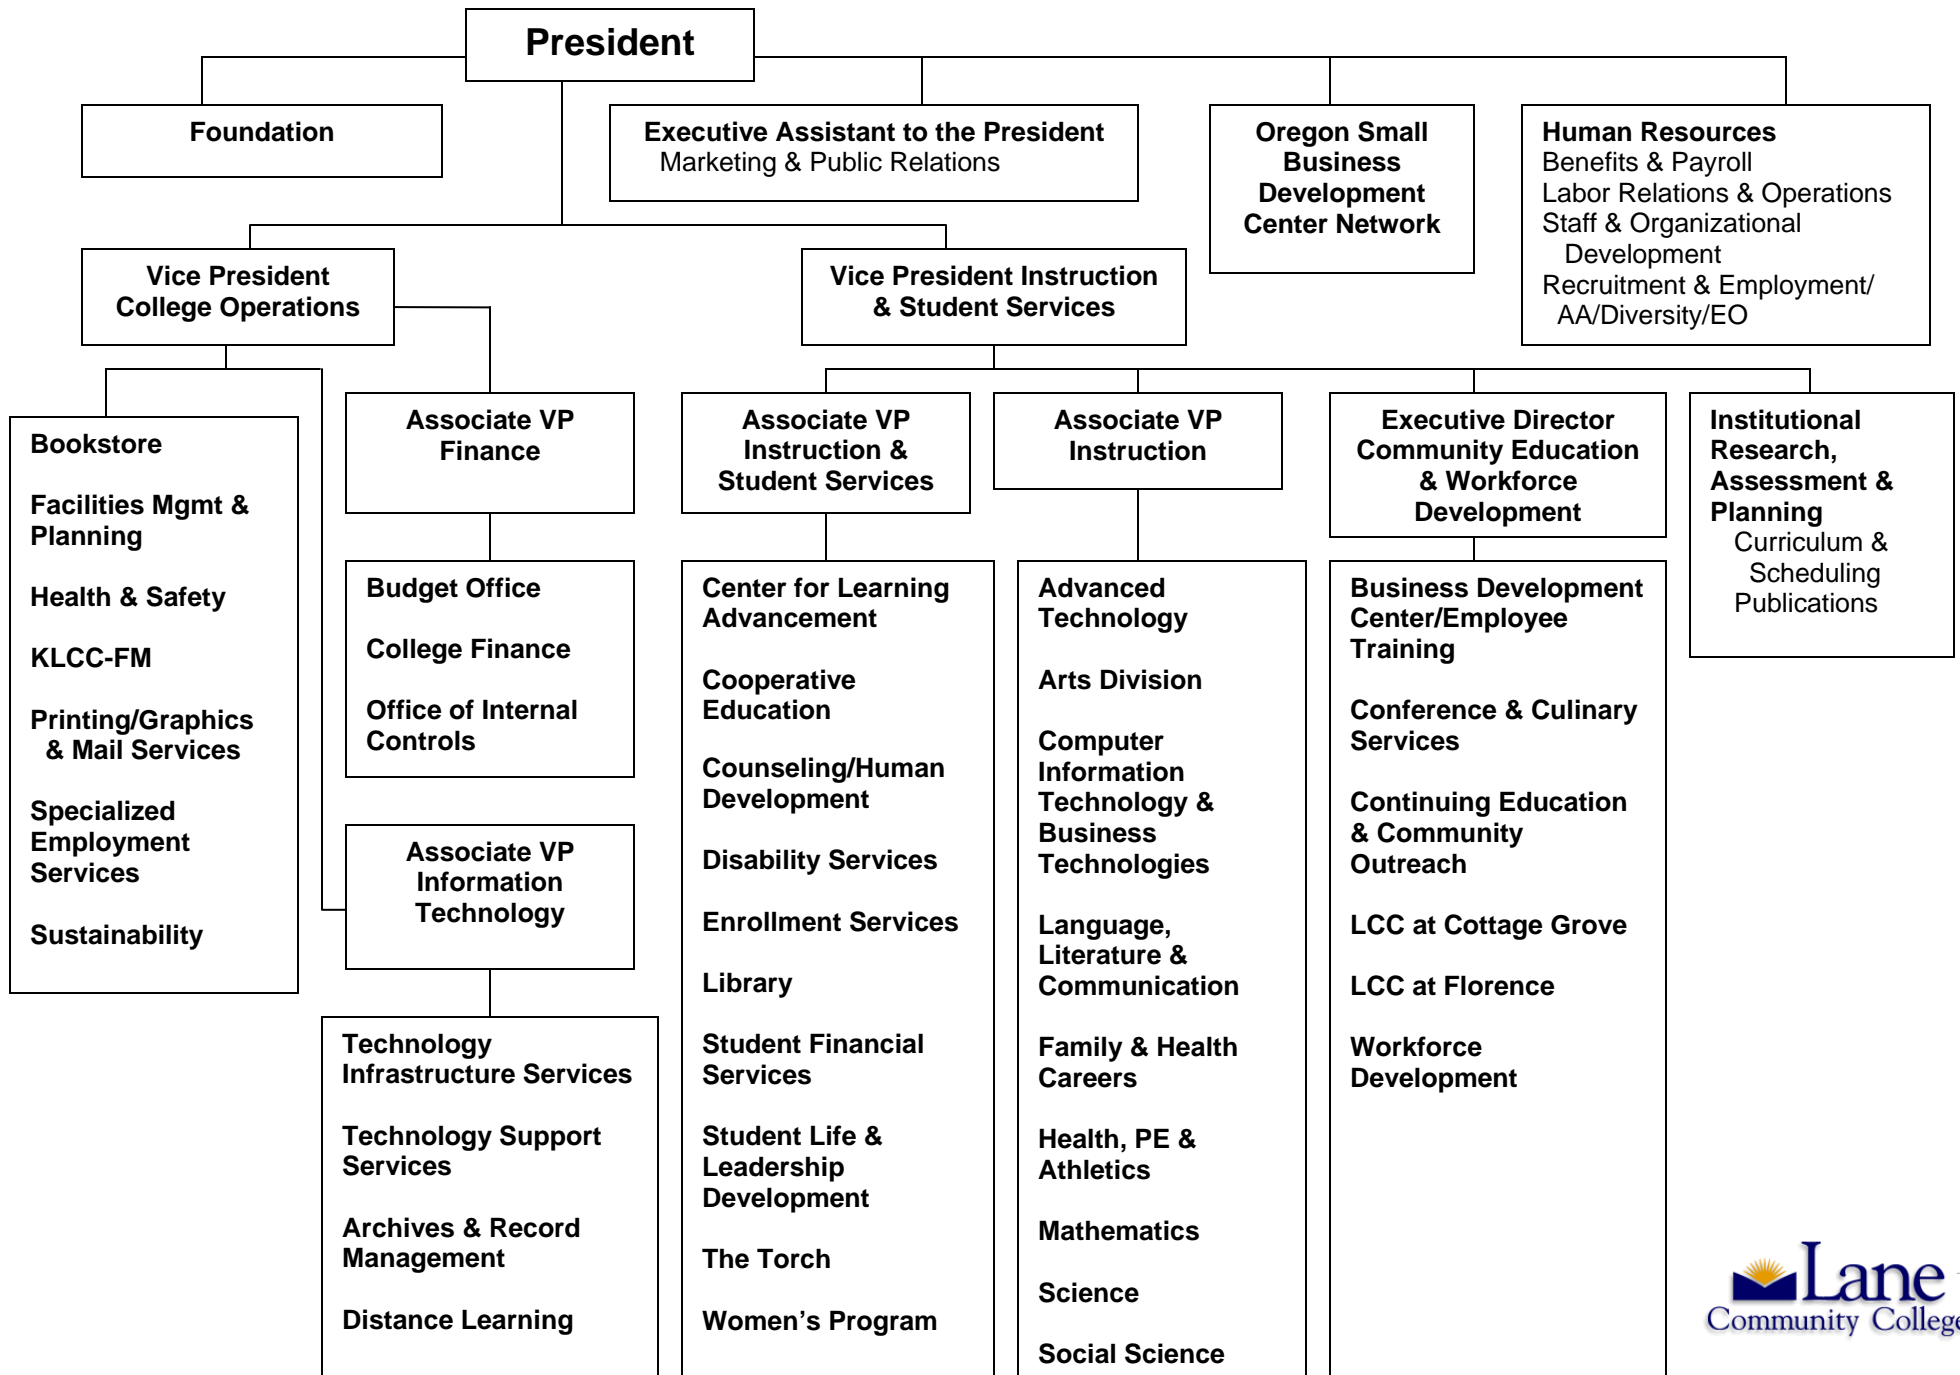 President
Foundation
Executive Assistant to the President
Marketing & Public Relations
Oregon Small
Business
Development
Center Network
Human Resources
Benefits & Payroll
Labor Relations & Operations
Staff & Organizational
Development
Recruitment & Employment/
AA/Diversity/EO
Vice President
College Operations
Vice President Instruction
& Student Services
Bookstore
Facilities Mgmt &
Planning
Health & Safety
KLCC-FM
Printing/Graphics
& Mail Services
Specialized
Employment
Services
Sustainability
Associate VP
Finance
Budget Office
College Finance
Office of Internal
Controls
Associate VP
Information
Technology
Technology
Infrastructure Services
Technology Support
Services
Archives & Record
Management
Distance Learning
Associate VP
Instruction &
Student Services
Center for Learning
Advancement
Cooperative
Education
Counseling/Human
Development
Disability Services
Enrollment Services
Library
Student Financial
Services
Student Life &
Leadership
Development
The Torch
Women’s Program
Associate VP
Instruction
Advanced
Technology
Arts Division
Computer
Information
Technology &
Business
Technologies
Language,
Literature &
Communication
Family & Health
Careers
Health, PE &
Athletics
Mathematics
Science
Social Science
Executive Director
Community Education
& Workforce
Development
Business Development
Center/Employee
Training
Conference & Culinary
Services
Continuing Education
& Community
Outreach
LCC at Cottage Grove
LCC at Florence
Workforce
Development
Institutional
Research,
Assessment &
Planning
Curriculum &
Scheduling
Publications
Lane
Community College